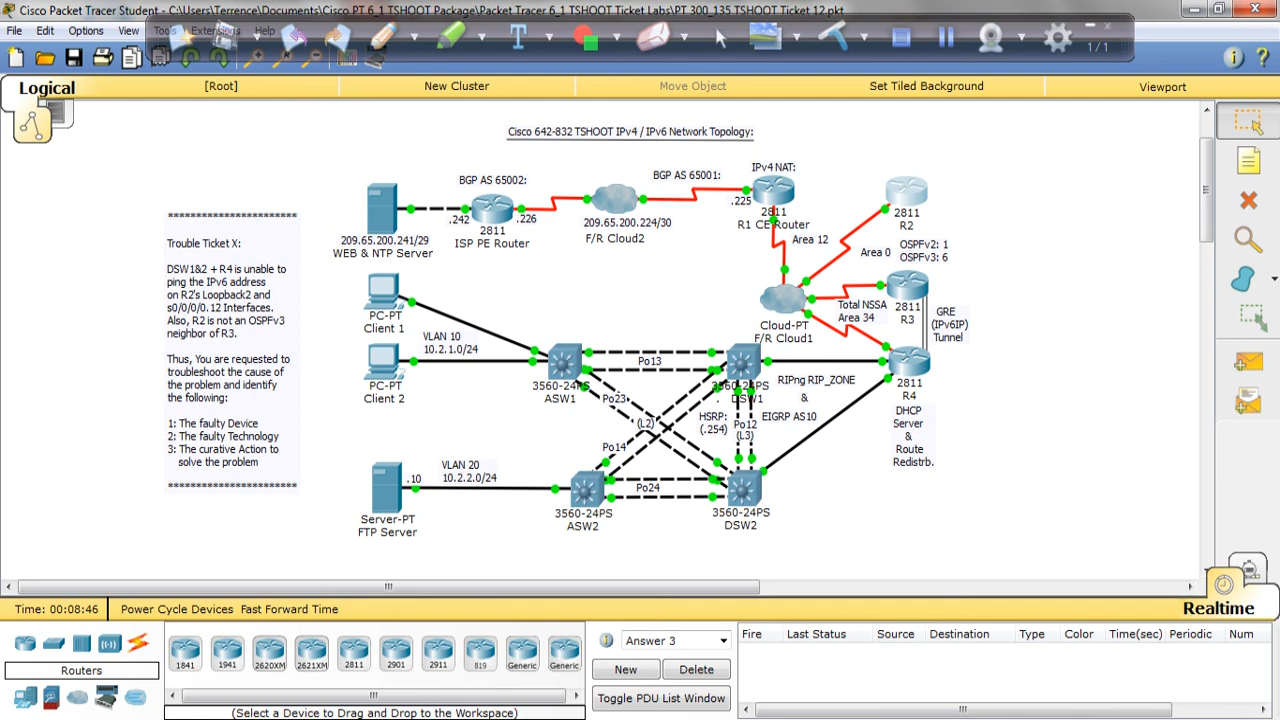 Cisco Packet Tracer Student - C:\Users\Terrence\Documents\Cisco PT 6_1 TSHOOT Package\Packet Tracer 6_1 TSHOOT Ticket Labs\PT 300_135 TSHOOT Ticket 12.pkt
File Edit Options View Tools Extensions Help
1/1
Logical [Root] New Cluster Move Object Set Tiled Background Viewport
Cisco 642-832 TSHOOT IPv4 / IPv6 Network Topology:
IPv4 NAT:
BGP AS 65002:
BGP AS 65001:
.242
.226
.225
2811
ISP PE Router
209.65.200.224/30
F/R Cloud2
2811
R1 CE Router
2811
R2
209.65.200.241/29
WEB & NTP Server
Area 12
Area 0
OSPFv2: 1
OSPFv3: 6
**********************
Trouble Ticket X:
DSW1&2 + R4 is unable to
ping the IPv6 address
on R2's Loopback2 and
s0/0/0/0.12 Interfaces.
Also, R2 is not an OSPFv3
neighbor of R3.
Thus, You are requested to
troubleshoot the cause of
the problem and identify
the following:
1: The faulty Device
2: The faulty Technology
3: The curative Action to
solve the problem
**********************
PC-PT
Client 1
Cloud-PT
F/R Cloud1
Total NSSA
Area 34
2811
R3
GRE
(IPv6IP)
Tunnel
VLAN 10
10.2.1.0/24
PC-PT
Client 2
3560-24PS
ASW1
Po13
3560-24PS
DSW1
RIPng RIP_ZONE
&
EIGRP AS10
2811
R4
DHCP
Server
&
Route
Redistrb.
Po23
(L2)
HSRP:
(.254)
Po12
(L3)
Po14
VLAN 20
10.2.2.0/24
.10
Po24
Server-PT
FTP Server
3560-24PS
ASW2
3560-24PS
DSW2
Time: 00:08:46 Power Cycle Devices Fast Forward Time
Realtime
Routers
1841 1941 2620XM 2621XM 2811 2901 2911 819 Generic Generic
(Select a Device to Drag and Drop to the Workspace)
Answer 3
New Delete
Toggle PDU List Window
Fire Last Status Source Destination Type Color Time(sec) Periodic Num